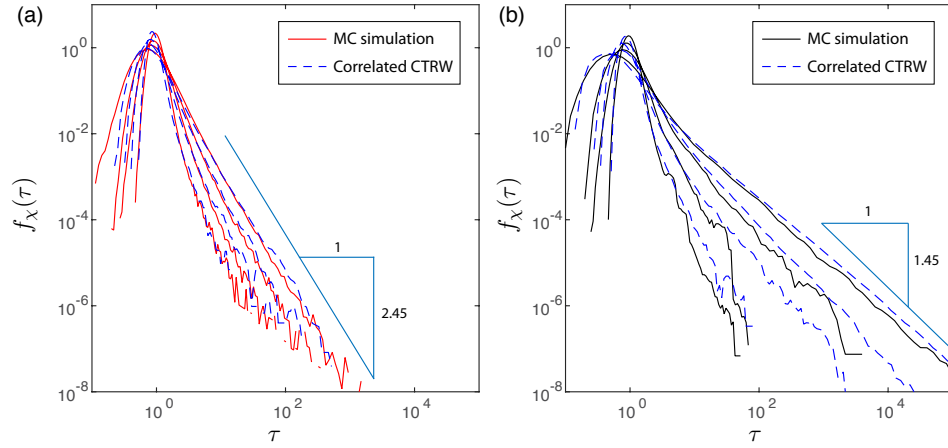 (a)
MC simulation
Correlated CTRW
f_χ(τ)
10^0
10^-2
10^-4
10^-6
10^-8
1
2.45
10^0
10^2
10^4
τ
(b)
MC simulation
Correlated CTRW
f_χ(τ)
10^0
10^-2
10^-4
10^-6
10^-8
1
1.45
10^0
10^2
10^4
τ